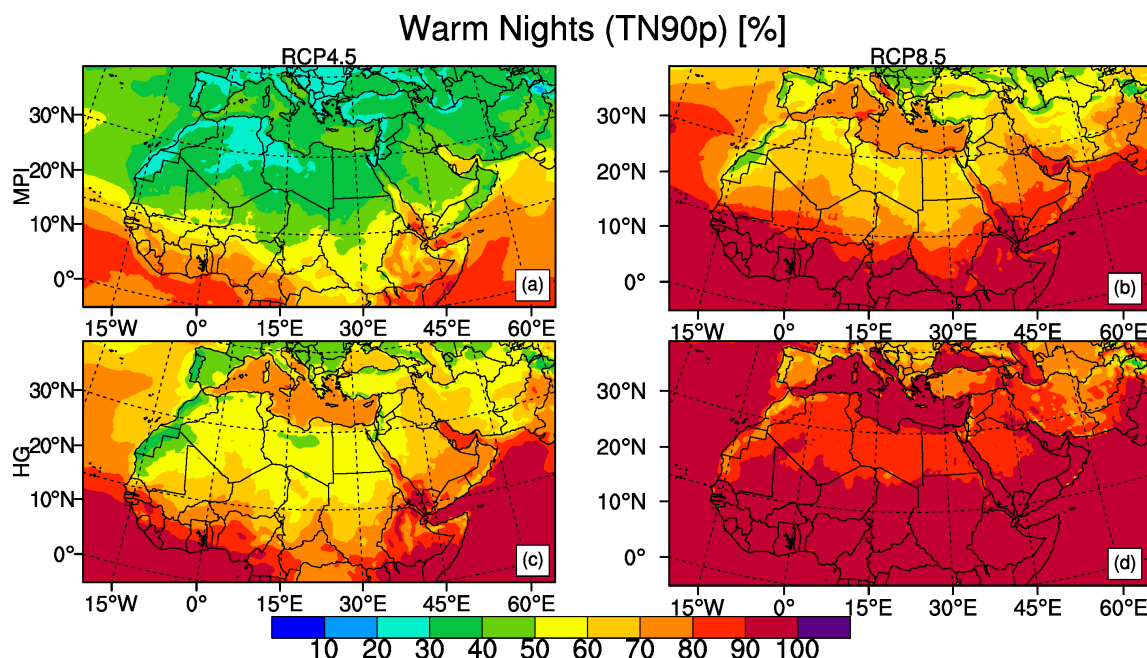 Warm Nights (TN90p) [%]
RCP4.5 RCP8.5
MPI
30°N
20°N
10°N
0°
(a)
15°W 0° 15°E 30°E 45°E 60°E
30°N
20°N
10°N
0°
(b)
15°W 0° 15°E 30°E 45°E 60°E
HG
30°N
20°N
10°N
0°
(c)
15°W 0° 15°E 30°E 45°E 60°E
30°N
20°N
10°N
0°
(d)
15°W 0° 15°E 30°E 45°E 60°E
10 20 30 40 50 60 70 80 90 100